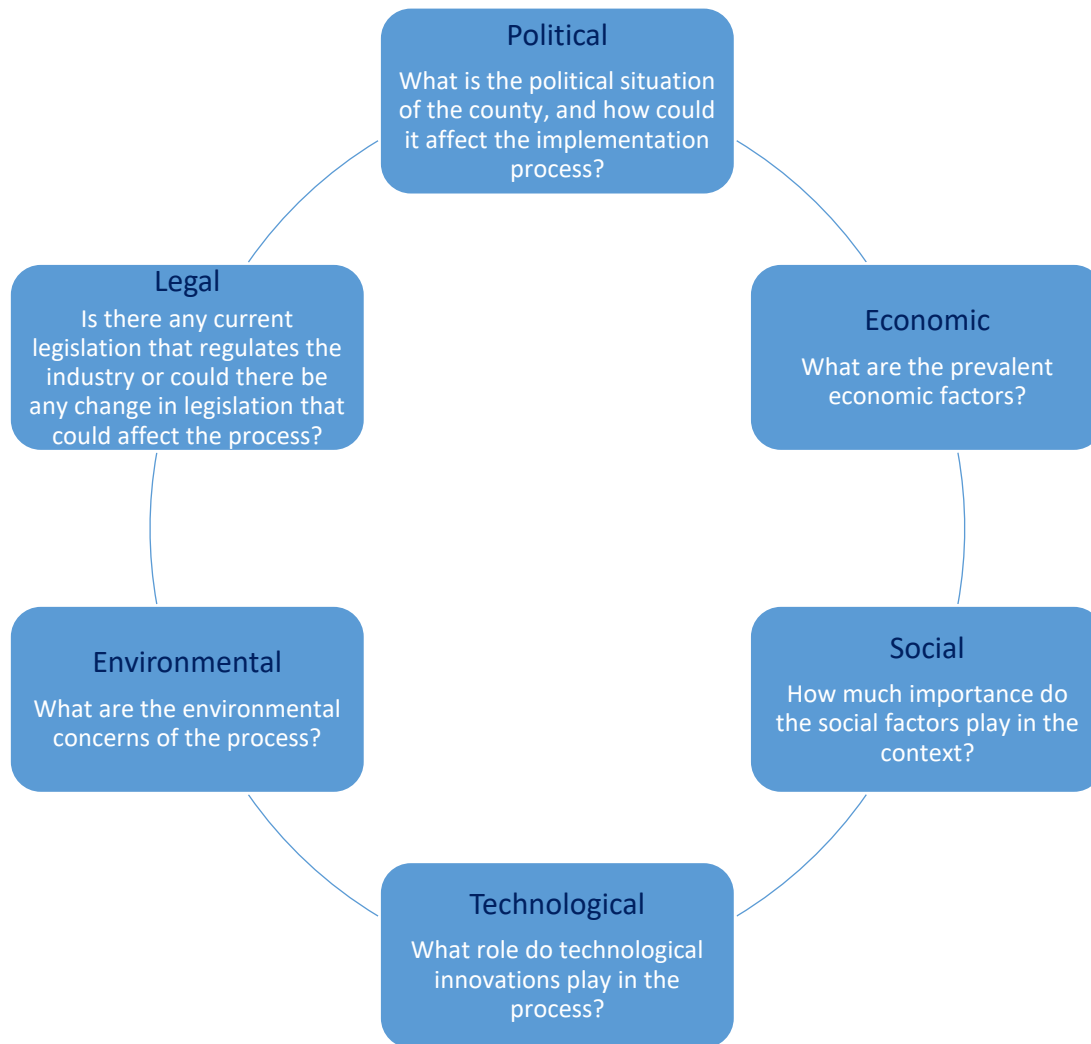 Political
What is the political situation
of the county, and how could
it affect the implementation
process?
Economic
What are the prevalent
economic factors?
Social
How much importance do
the social factors play in the
context?
Technological
What role do technological
innovations play in the
process?
Environmental
What are the environmental
concerns of the process?
Legal
Is there any current
legislation that regulates the
industry or could there be
any change in legislation that
could affect the process?